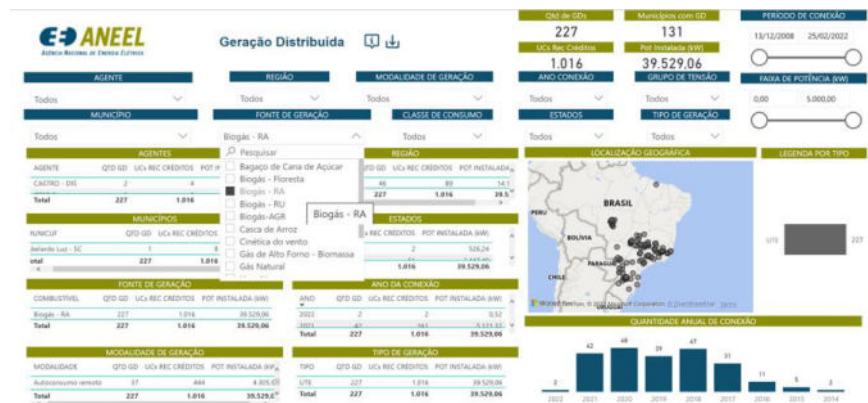 ANEEL
AGÊNCIA NACIONAL DE ENERGIA ELÉTRICA
Geração Distribuída
Qtd de GDs
227
Municípios com GD
131
UCs Rec Créditos
1.016
Pot Instalada (kW)
39.529,06
PERÍODO DE CONEXÃO
13/12/2008 25/02/2022
AGENTE
Todos
REGIÃO
Todos
MODALIDADE DE GERAÇÃO
Todos
ANO CONEXÃO
Todos
GRUPO DE TENSÃO
Todos
FAIXA DE POTÊNCIA (kW)
0,00 5.000,00
MUNICÍPIO
Todos
FONTE DE GERAÇÃO
Biogás - RA
CLASSE DE CONSUMO
Todos
ESTADOS
Todos
TIPO DE GERAÇÃO
Todos
Pesquisar
Bagaço de Cana de Açúcar
Biogás - Floresta
Biogás - RA
Biogás - RU
Biogás-AGR
Casca de Arroz
Cinética do vento
Gás de Alto Forno - Biomassa
Gás Natural
Biogás - RA
AGENTES
AGENTE QTD GD UCs REC CRÉDITOS
CASTRO - DIS 2 4
Total 227 1.016
REGIÃO
QTD GD UCs REC CRÉDITOS POT INSTALADA
46 89
227 1.016 39.5
MUNICÍPIOS
QTD GD UCs REC CRÉDITOS
Abelardo Luz - SC 1 8
227 1.016
ESTADOS
REC CRÉDITOS POT INSTALADA (kW)
2 526,24
1.016 39.529,06
FONTE DE GERAÇÃO
COMBUSTÍVEL QTD GD UCs REC CRÉDITOS POT INSTALADA (kW)
Biogás - RA 227 1.016 39.529,06
Total 227 1.016 39.529,06
ANO DA CONEXÃO
ANO QTD GD UCs REC CRÉDITOS POT INSTALADA (kW)
2022 2 2 0,52
2021 42 161
Total 227 1.016 39.529,06
MODALIDADE DE GERAÇÃO
MODALIDADE QTD GD UCs REC CRÉDITOS POT INSTALADA (kW)
Autoconsumo remoto 37 444
Total 227 1.016
TIPO DE GERAÇÃO
TIPO QTD GD UCs REC CRÉDITOS POT INSTALADA (kW)
UTE 227 1.016 39.529,06
Total 227 1.016 39.529,06
LOCALIZAÇÃO GEOGRÁFICA
BRASIL
PERU
BOLÍVIA
PARAGUAI
CHILE
URUGUAI
LEGENDA POR TIPO
UTE 227
QUANTIDADE ANUAL DE CONEXÃO
2 42 48 39 47 31 11 5 2
2022 2021 2020 2019 2018 2017 2016 2015 2014